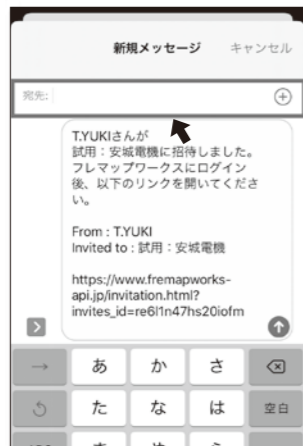 新規メッセージ キャンセル
宛先:
T.YUKIさんが
試用：安城電機に招待しました。
フレマップワークスにログイン
後、以下のリンクを開いてくださ
い。
From : T.YUKI
Invited to : 試用：安城電機
https://www.fremapworks-
api.jp/invitation.html?
invites_id=re6l1n47hs20iofm
→ あ か さ
た な は 空白